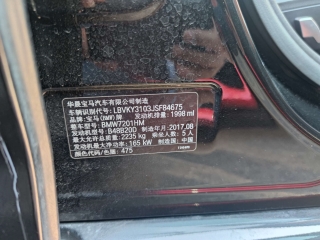 华晨宝马汽车有限公司制造
车辆识别代号: LBVKY3103JSF84675
品牌: 宝马(BMW)牌 发动机排量: 1998 ml
整车型号: BMW7201HM
发动机型号: B48B20D 制造年月: 2017.08
最大允许总质量: 2235 kg 乘坐人数: 5 人
发动机最大净功率: 165 kW 制造国: 中国
颜色代码/色圈: 475